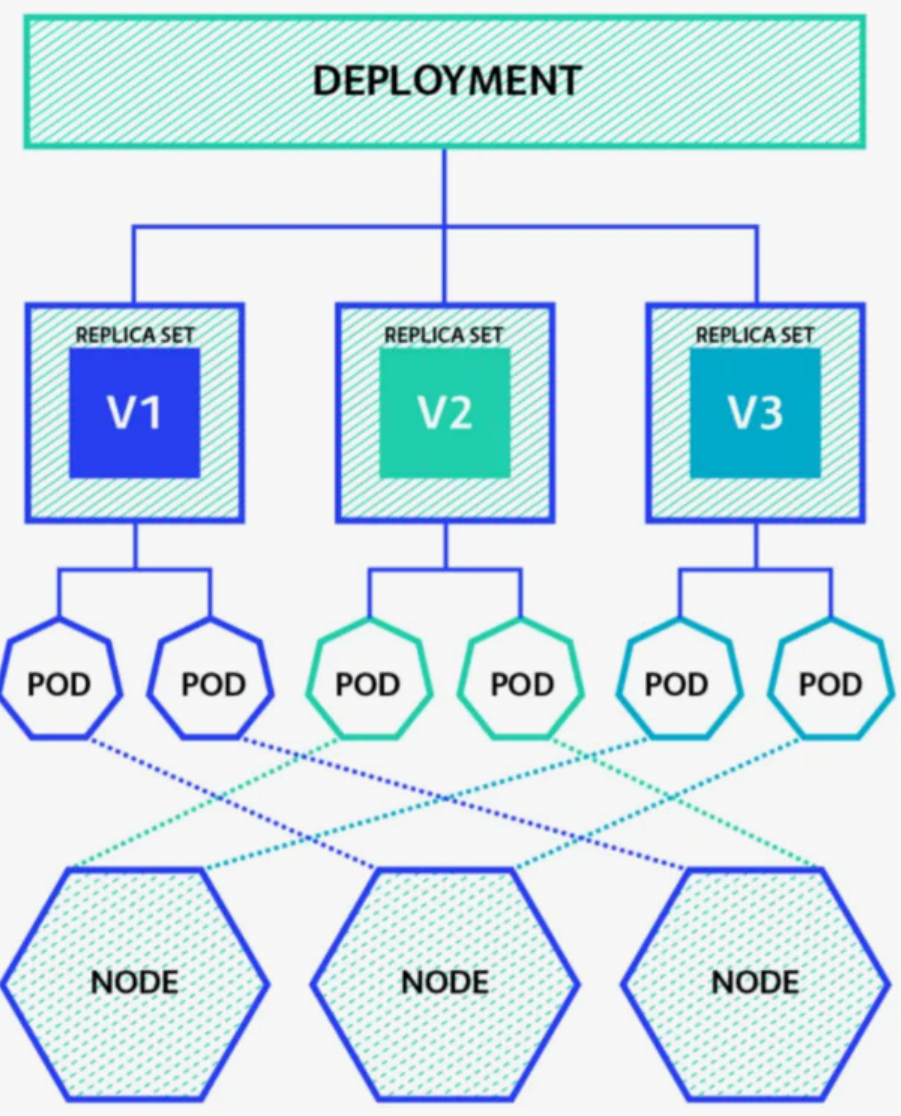 DEPLOYMENT
REPLICA SET
V1
REPLICA SET
V2
REPLICA SET
V3
POD
POD
POD
POD
POD
POD
NODE
NODE
NODE